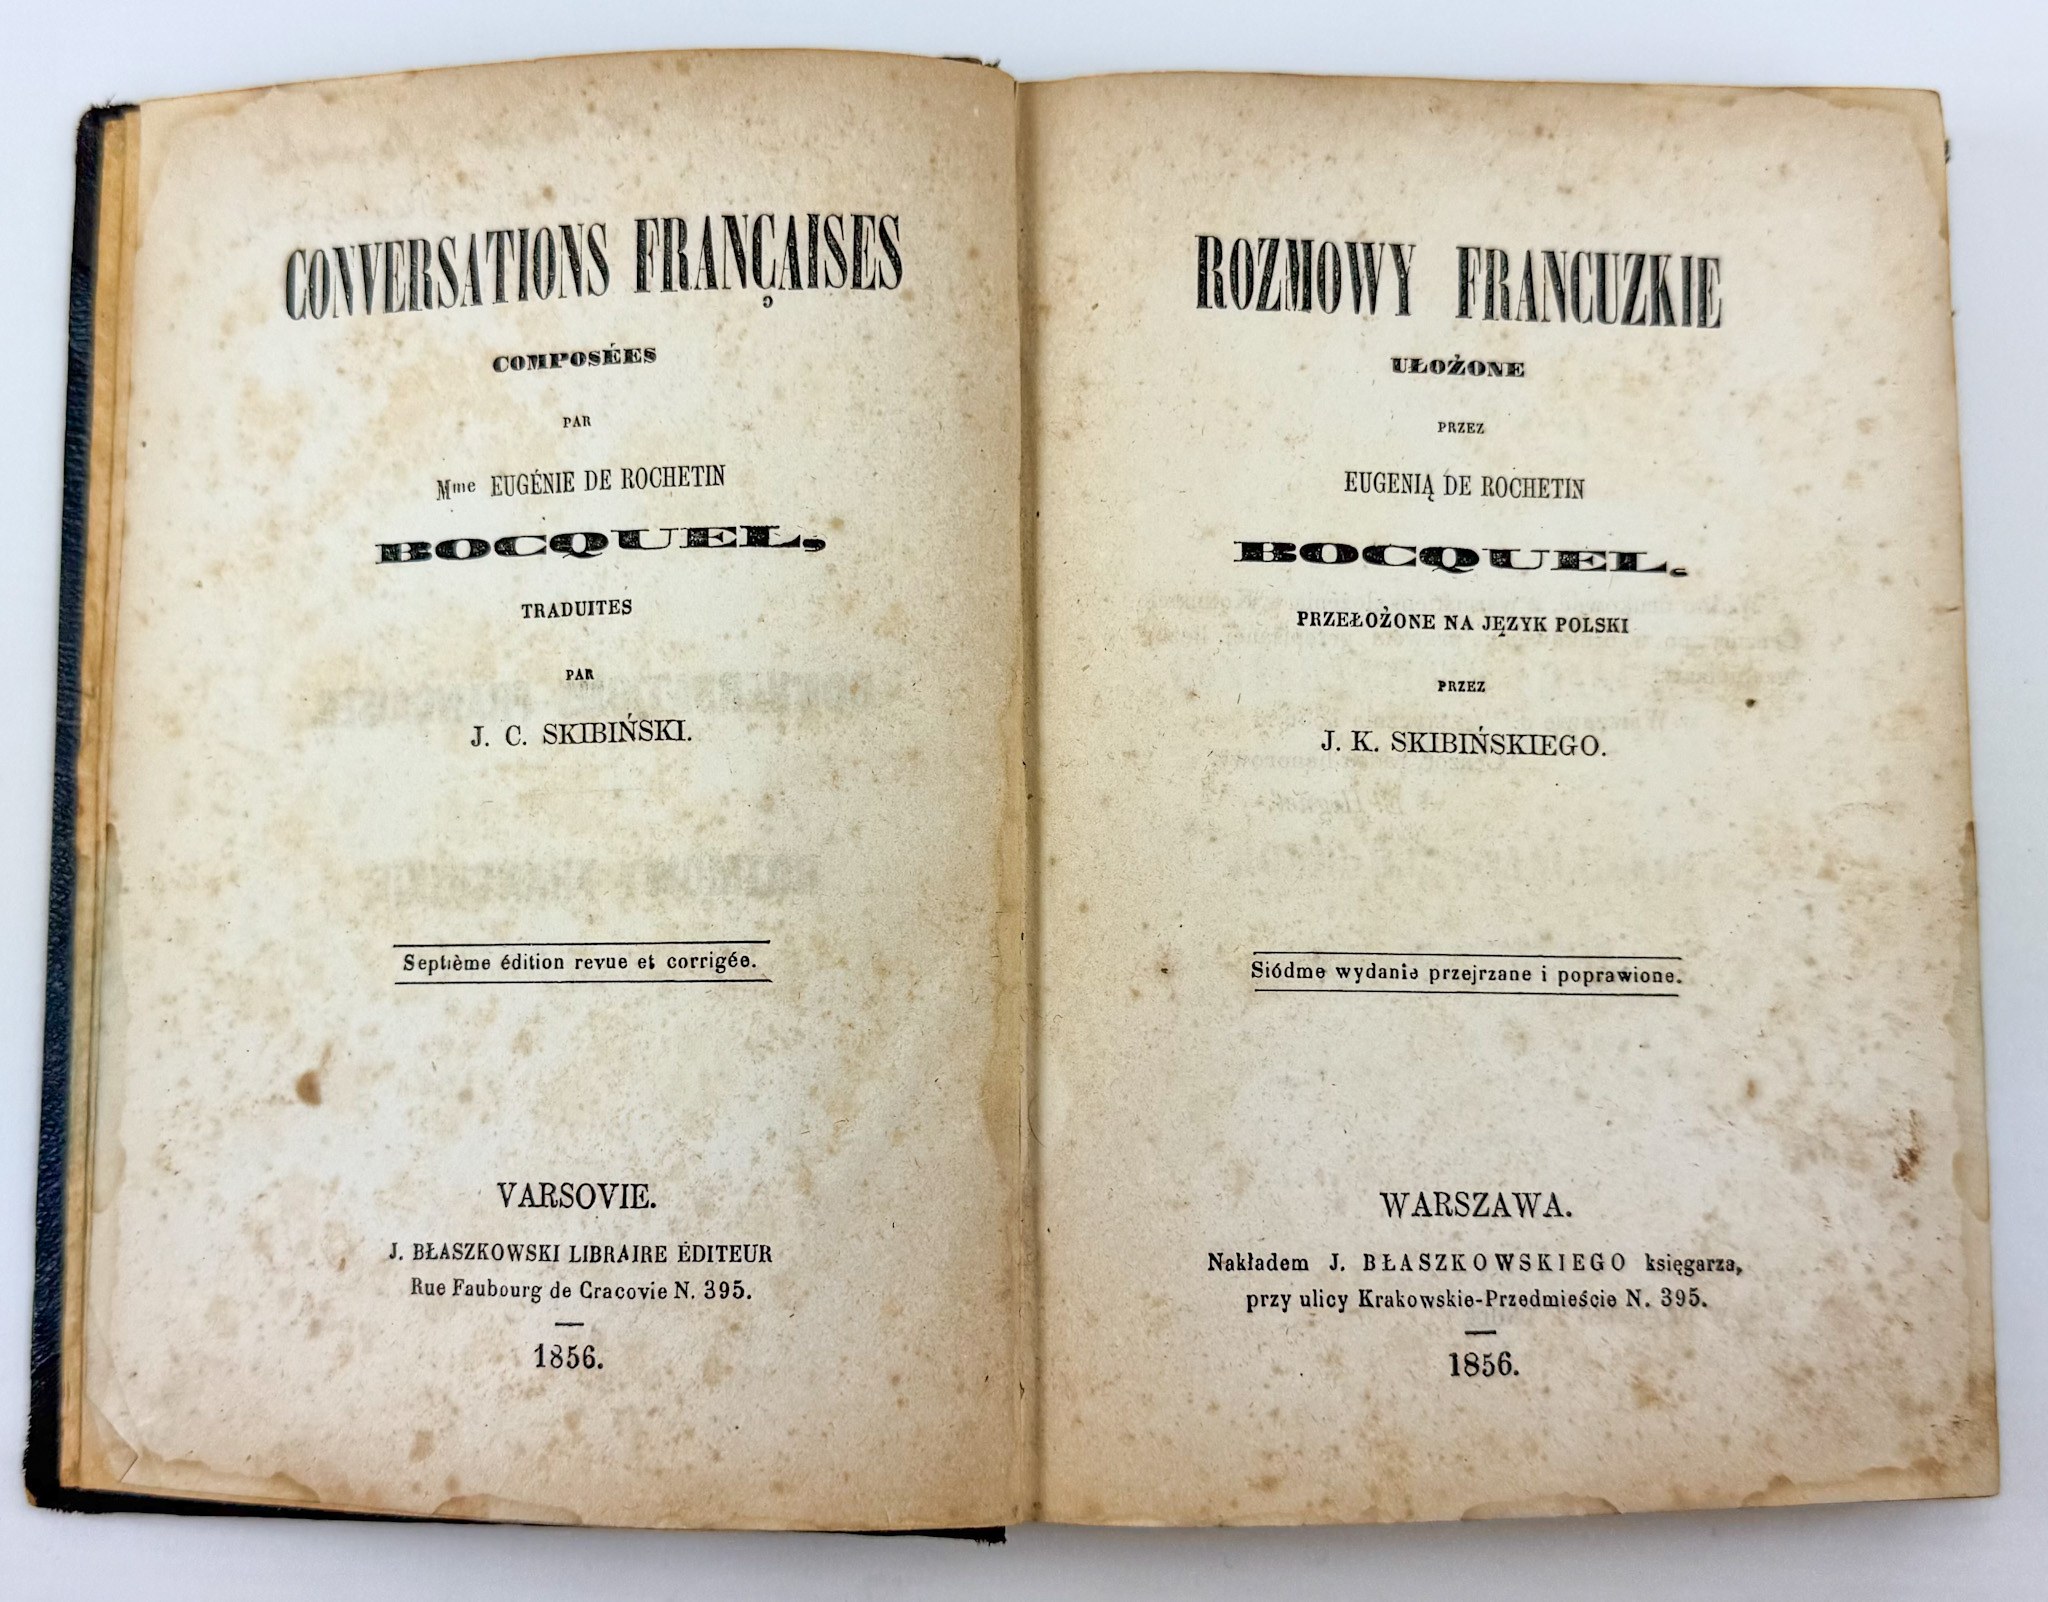 CONVERSATIONS FRANÇAISES
COMPOSÉES
PAR
Mme EUGÉNIE DE ROCHETIN
BOCQUEL,
TRADUITES
PAR
J. C. SKIBIŃSKI.
Septième édition revue et corrigée.
VARSOVIE.
J. BŁASZKOWSKI LIBRAIRE ÉDITEUR
Rue Faubourg de Cracovie N. 395.
1856.
ROZMOWY FRANCUZKIE
UŁOŻONE
PRZEZ
EUGENIĄ DE ROCHETIN
BOCQUEL.
PRZEŁOŻONE NA JĘZYK POLSKI
PRZEZ
J. K. SKIBIŃSKIEGO.
Siódme wydanie przejrzane i poprawione.
WARSZAWA.
Nakładem J. BŁASZKOWSKIEGO księgarza,
przy ulicy Krakowskie-Przedmieście N. 395.
1856.